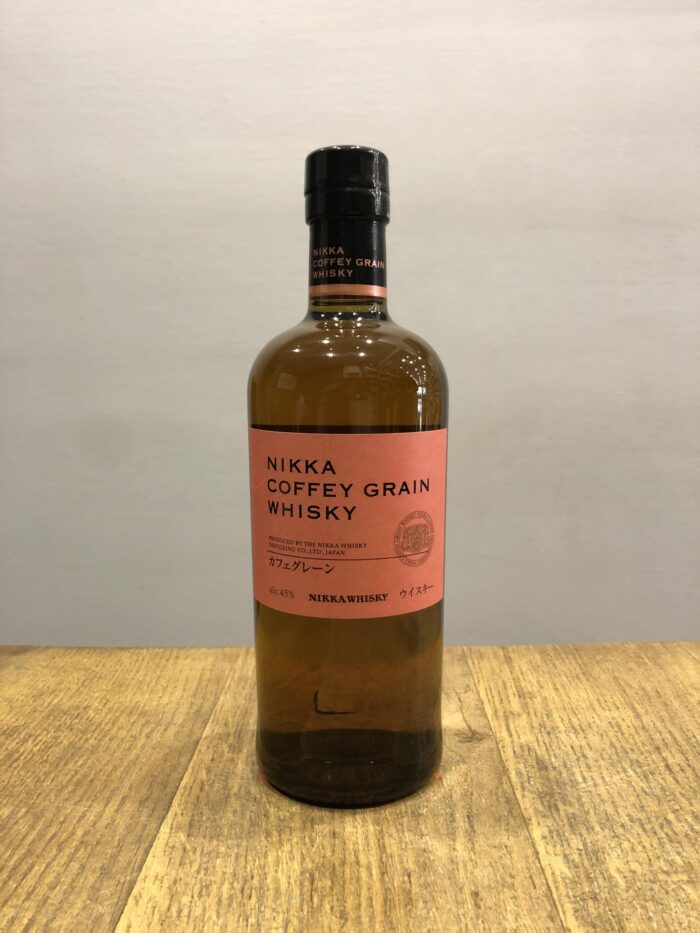 NIKKA
COFFEY GRAIN
WHISKY
NIKKA
COFFEY GRAIN
WHISKY
PRODUCED BY THE NIKKA WHISKY
DISTILLING CO., LTD., JAPAN
カフェグレーン
alc.45%
NIKKA WHISKY
ウイスキー